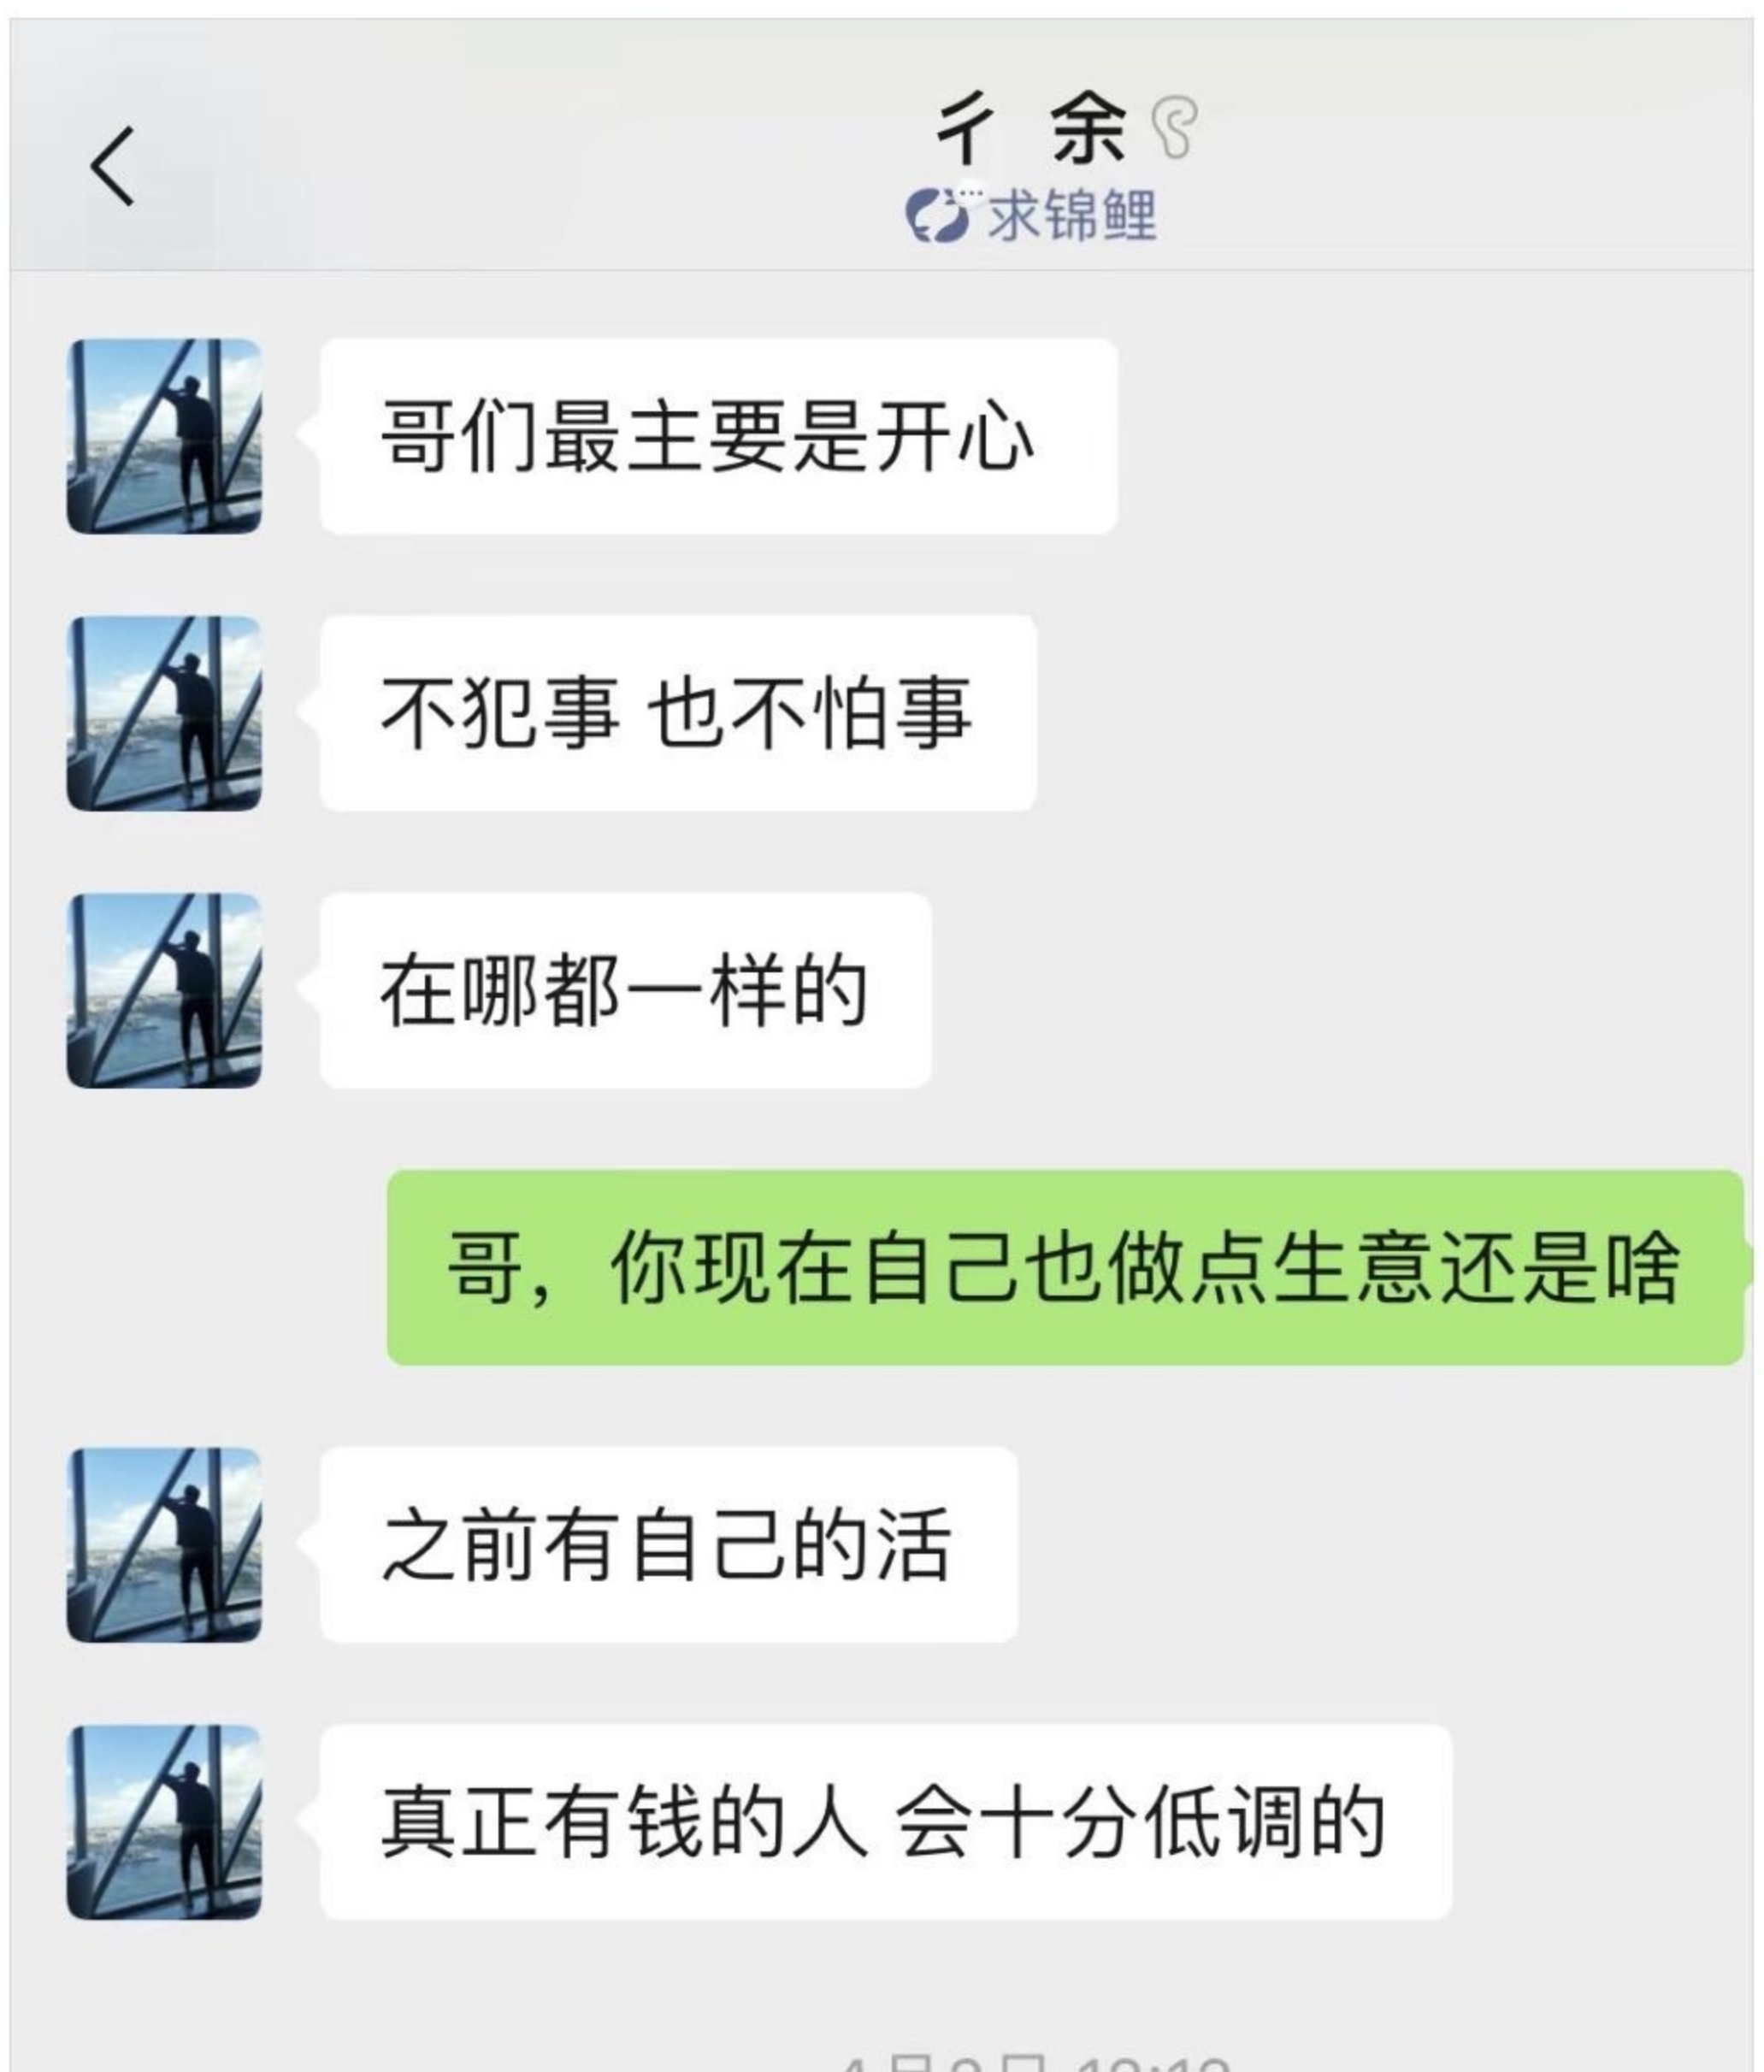 彳 余
求锦鲤
哥们最主要是开心
不犯事 也不怕事
在哪都一样的
哥，你现在自己也做点生意还是啥
之前有自己的活
真正有钱的人 会十分低调的